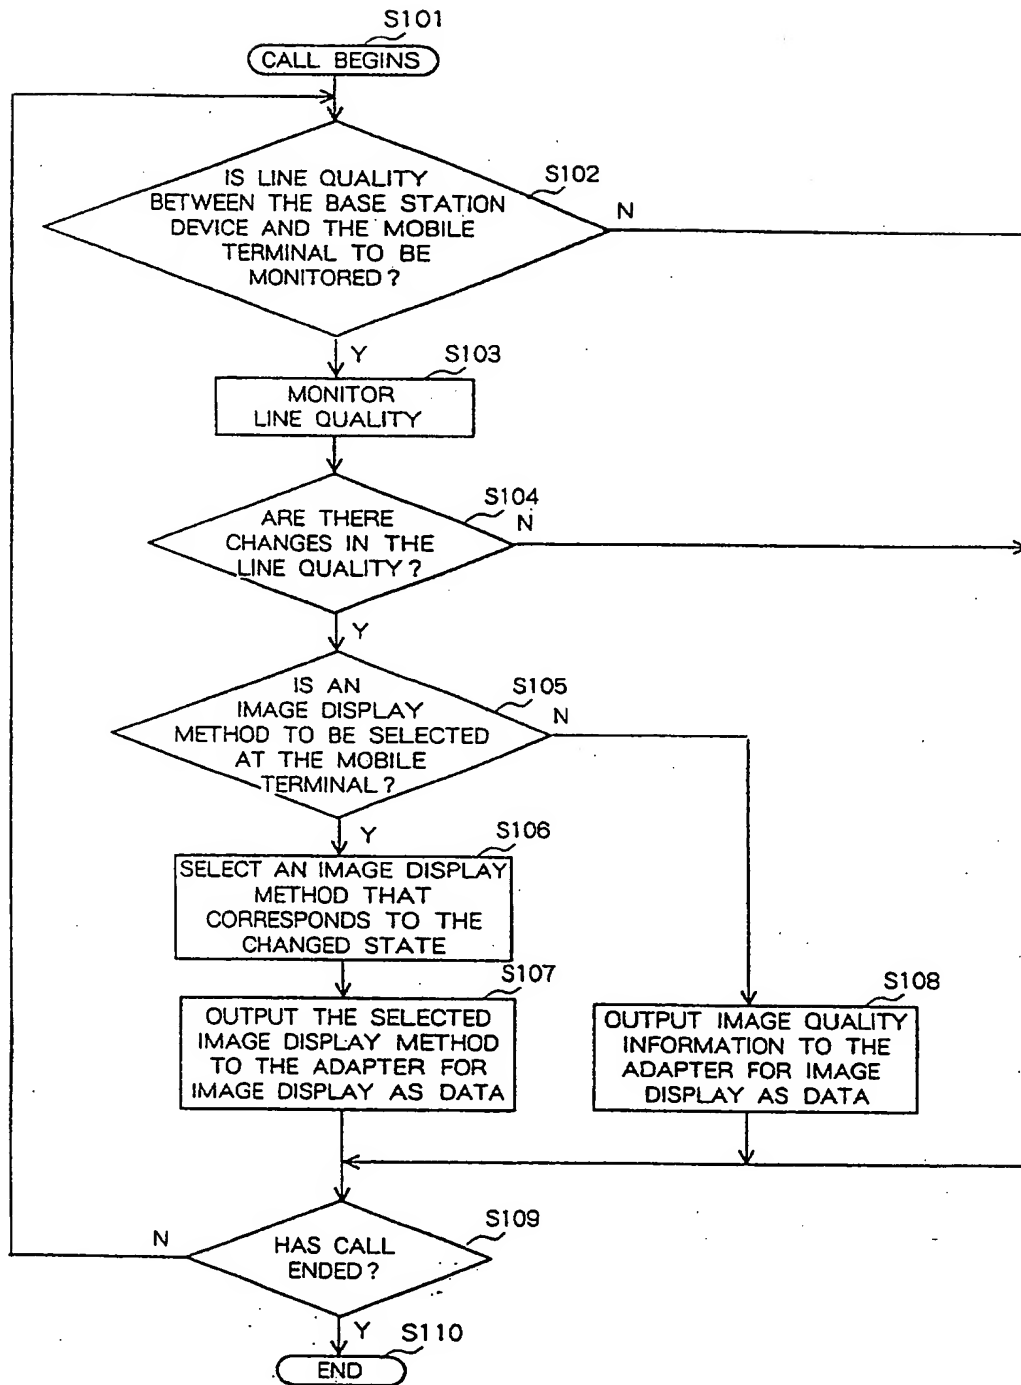 S101
CALL BEGINS
IS LINE QUALITY
BETWEEN THE BASE STATION
DEVICE AND THE MOBILE
TERMINAL TO BE
MONITORED?
S102
N
Y
S103
MONITOR
LINE QUALITY
S104
ARE THERE
CHANGES IN THE
LINE QUALITY?
N
Y
IS AN
IMAGE DISPLAY
METHOD TO BE SELECTED
AT THE MOBILE
TERMINAL?
S105
N
Y
S106
SELECT AN IMAGE DISPLAY
METHOD THAT
CORRESPONDS TO THE
CHANGED STATE
S107
OUTPUT THE SELECTED
IMAGE DISPLAY METHOD
TO THE ADAPTER FOR
IMAGE DISPLAY AS DATA
S108
OUTPUT IMAGE QUALITY
INFORMATION TO THE
ADAPTER FOR IMAGE
DISPLAY AS DATA
N
S109
HAS CALL
ENDED?
Y
S110
END